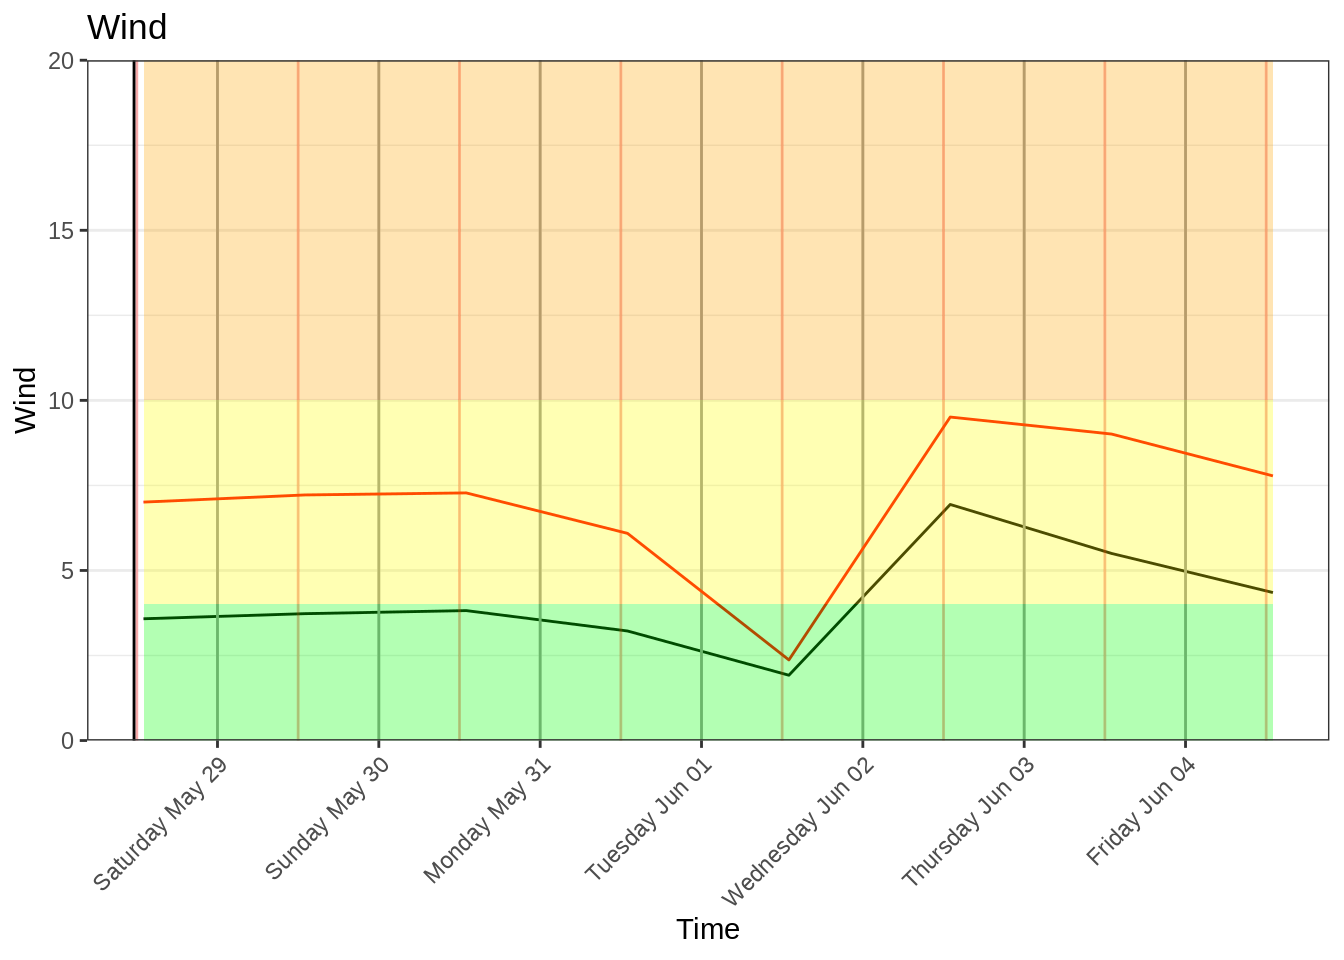 Wind
20
15
10
5
0
Wind
Saturday May 29
Sunday May 30
Monday May 31
Tuesday Jun 01
Wednesday Jun 02
Thursday Jun 03
Friday Jun 04
Time